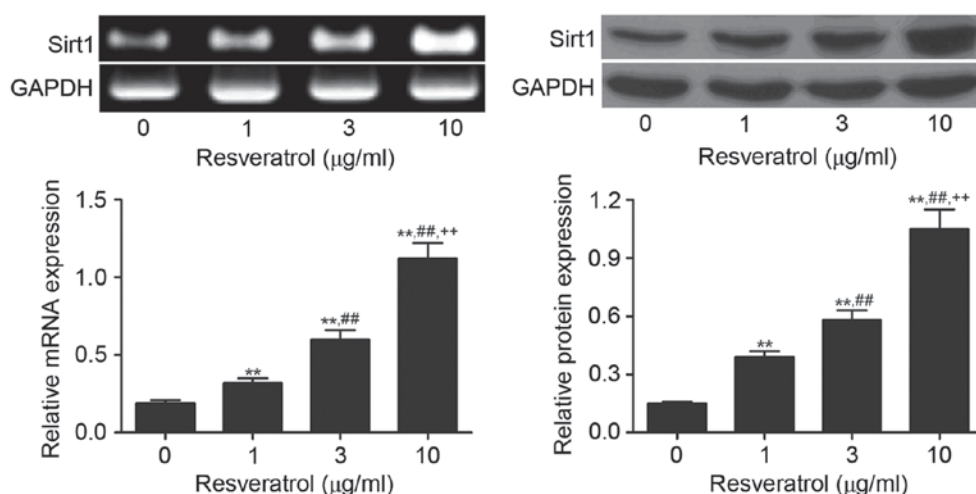 Sirt1
GAPDH
0 1 3 10
Resveratrol (μg/ml)
Sirt1
GAPDH
0 1 3 10
Resveratrol (μg/ml)
Relative mRNA expression
1.5
1.0
0.5
0.0
**
**,##
**,##,++
0 1 3 10
Resveratrol (μg/ml)
Relative protein expression
1.2
0.9
0.6
0.3
0.0
**
**,##
**,##,++
0 1 3 10
Resveratrol (μg/ml)